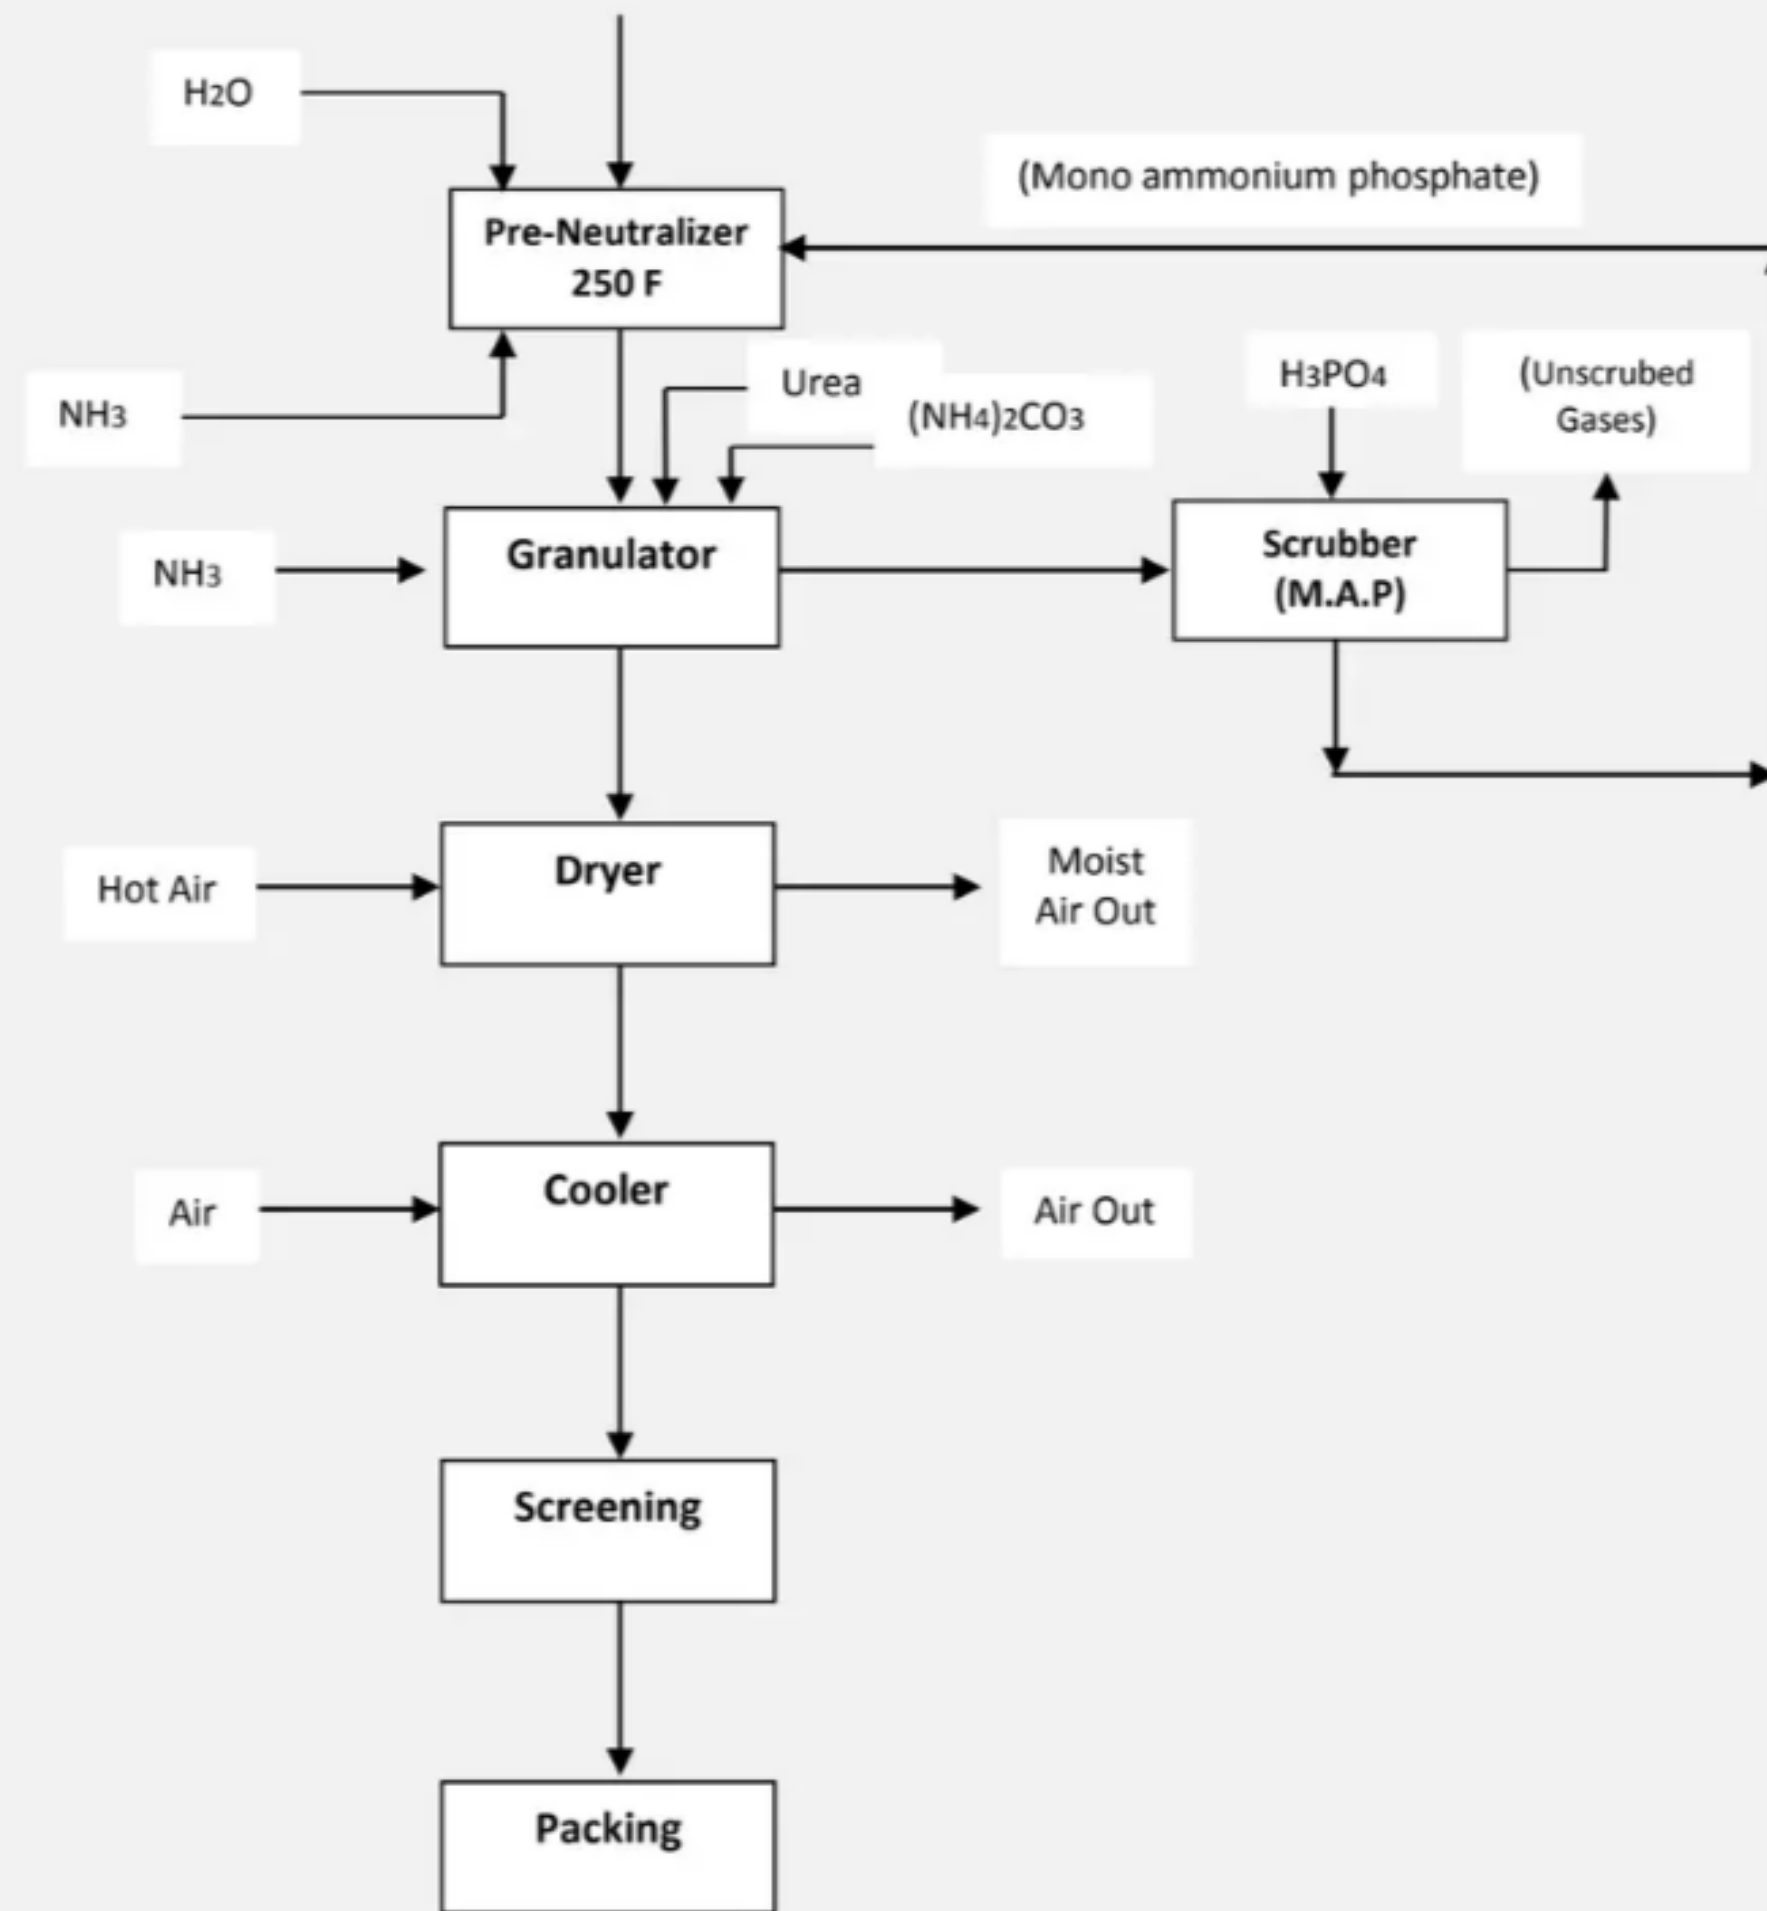 H2O
(Mono ammonium phosphate)
Pre-Neutralizer
250 F
NH3
Urea
(NH4)2CO3
H3PO4
(Unscrubed
Gases)
NH3
Granulator
Scrubber
(M.A.P)
Hot Air
Dryer
Moist
Air Out
Air
Cooler
Air Out
Screening
Packing